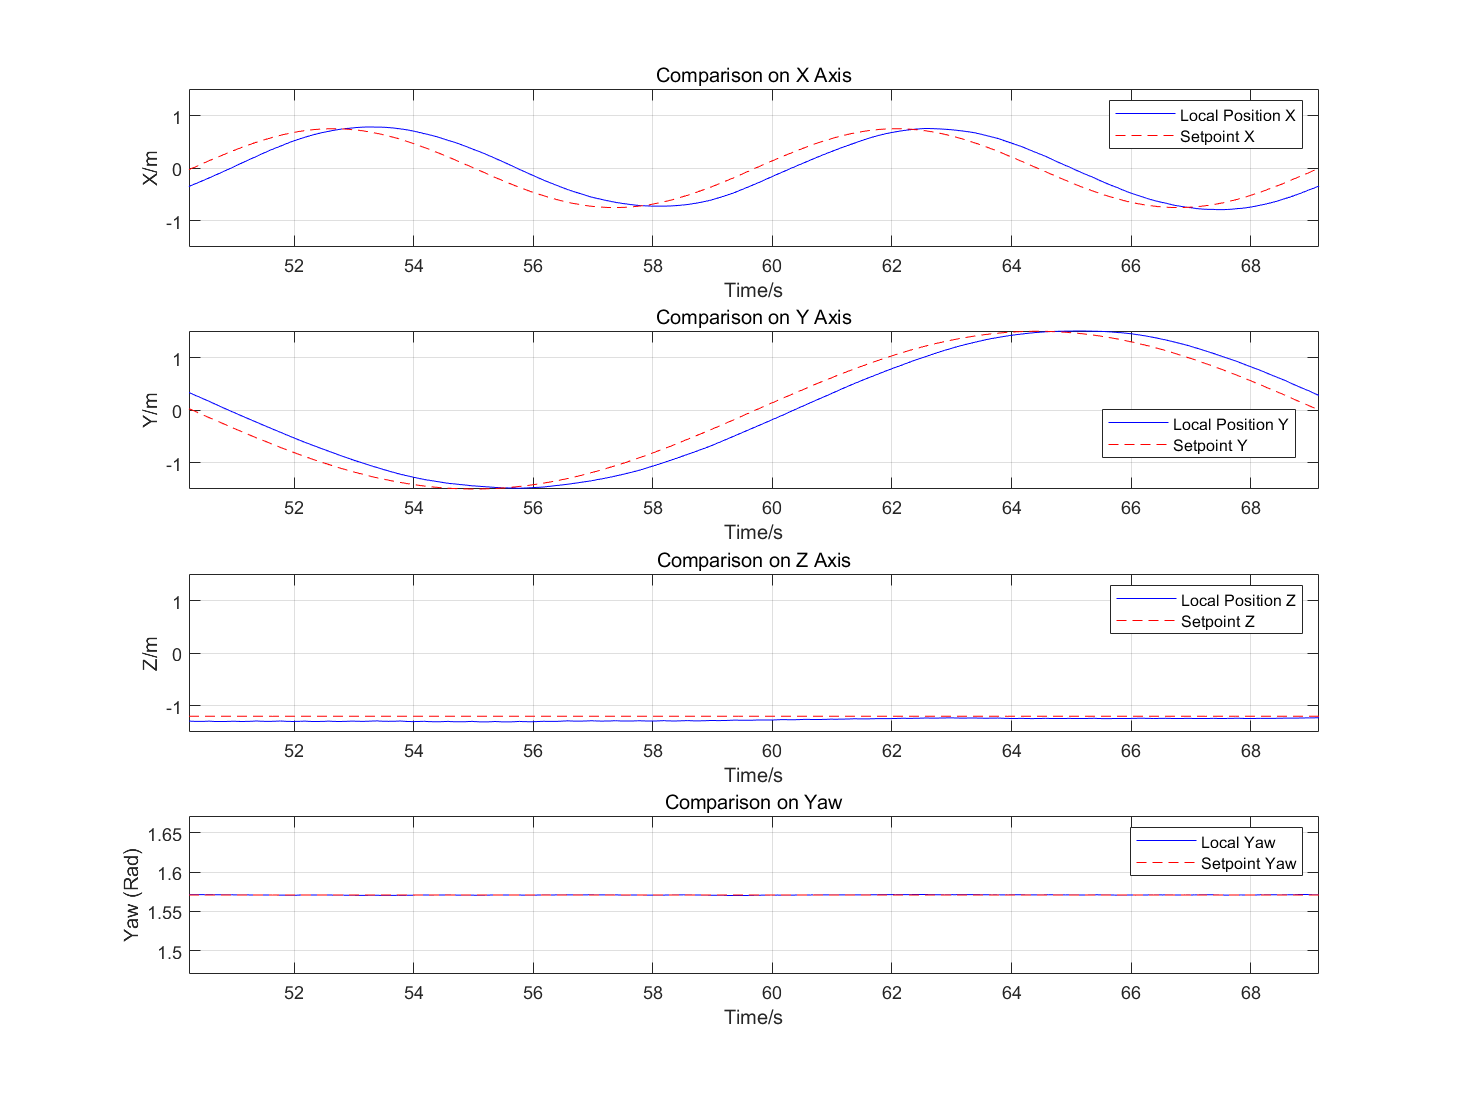 Comparison on X Axis
X/m
1
0
-1
Local Position X
Setpoint X
52 54 56 58 60 62 64 66 68
Time/s
Comparison on Y Axis
Y/m
1
0
-1
Local Position Y
Setpoint Y
52 54 56 58 60 62 64 66 68
Time/s
Comparison on Z Axis
Z/m
1
0
-1
Local Position Z
Setpoint Z
52 54 56 58 60 62 64 66 68
Time/s
Comparison on Yaw
Yaw (Rad)
1.65
1.6
1.55
1.5
Local Yaw
Setpoint Yaw
52 54 56 58 60 62 64 66 68
Time/s